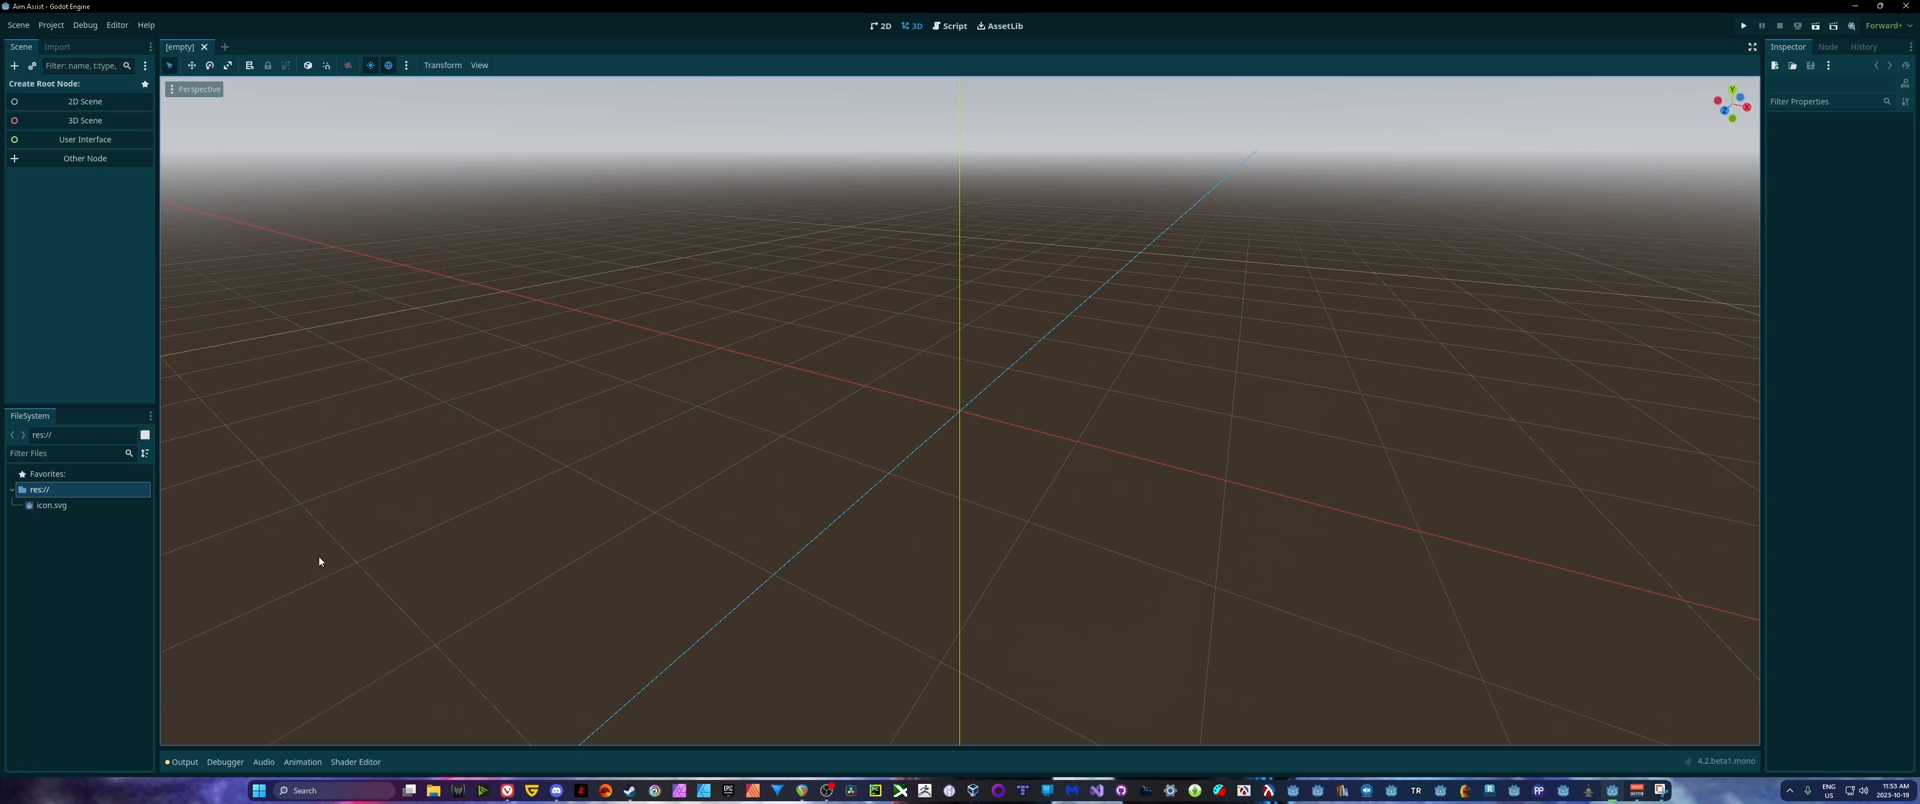 Aim Assist - Godot Engine
Scene Project Debug Editor Help
2D 3D Script AssetLib
Forward+
Scene Import
[empty]
Inspector Node History
Filter: name, t:type,
Transform View
Create Root Node:
Perspective
Y
X
Z
Filter Properties
2D Scene
3D Scene
User Interface
Other Node
FileSystem
res://
Filter Files
Favorites:
res://
icon.svg
Output Debugger Audio Animation Shader Editor
4.2.beta1.mono
Search
TR
ENG
US
11:53 AM
2023-10-19